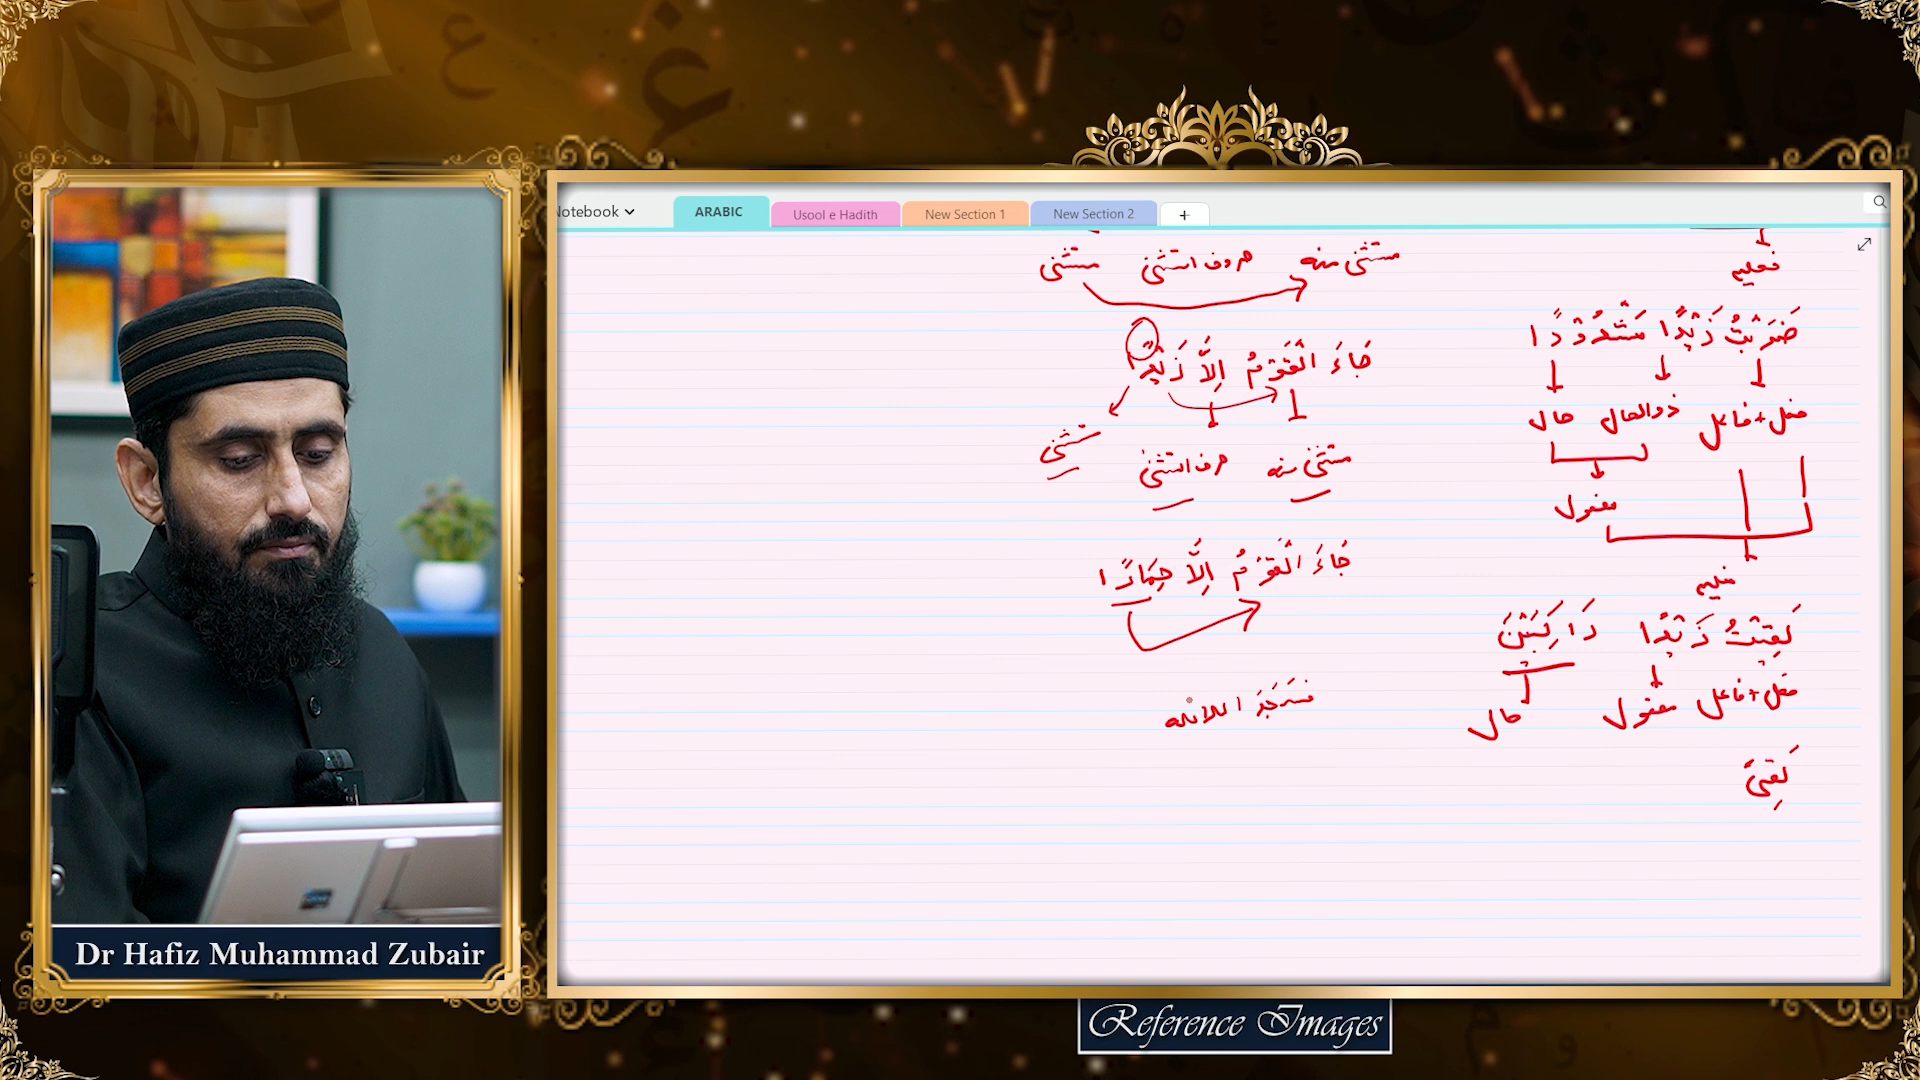 Notebook
ARABIC
Usool e Hadith
New Section 1
New Section 2
+
مستثنی منہ حروف استثنی مستثنی
جَاءَ الْقَوْمُ اِلَّا زَيْدًا
مستثنی منہ حرف استثنی مستثنی
جَاءَ الْقَوْمُ اِلَّا حِمَارًا
فعلیہ
ضَرَبْتُ زَيْدًا مَشْدُوْدًا
فعل+فاعل ذوالحال حال
مفعول
لَقِيْتُ زَيْدًا رَاكِبَيْنِ
فعل+فاعل مفعول حال
لَقِیَ
Dr Hafiz Muhammad Zubair
Reference Images